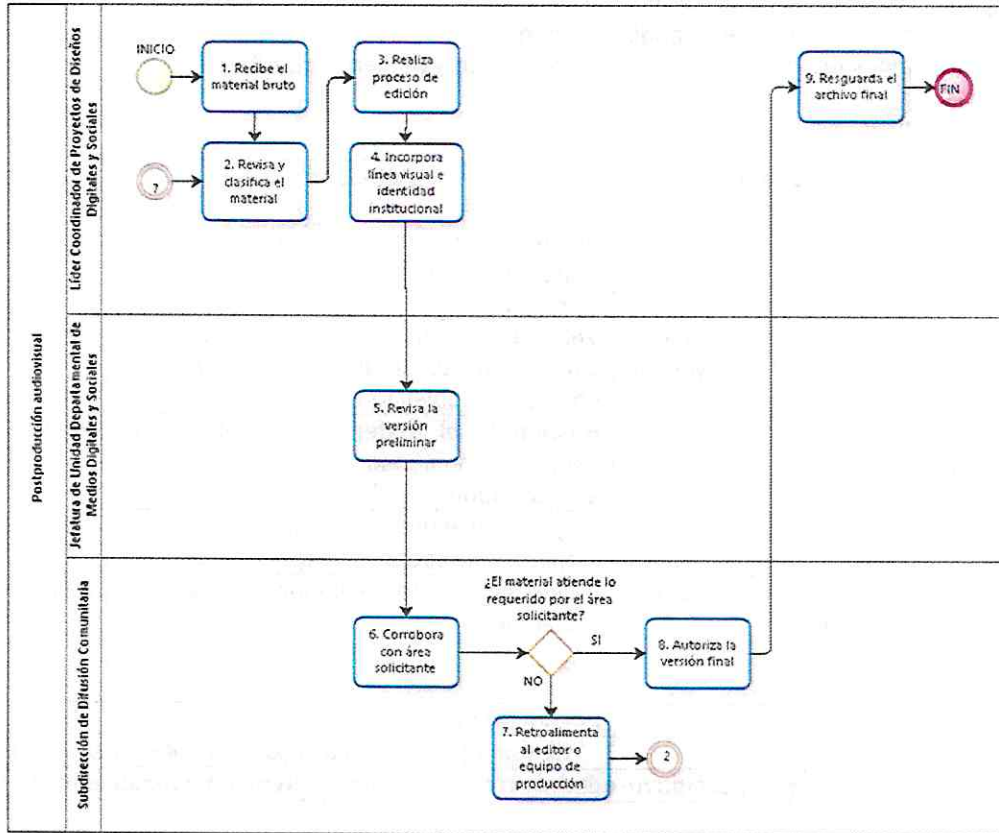 Postproducción audiovisual
Líder Coordinador de Proyectos de Diseños
Digitales y Sociales
INICIO
1. Recibe el
material bruto
2. Revisa y
clasifica el
material
7
3. Realiza
proceso de
edición
4. Incorpora
línea visual e
identidad
institucional
9. Resguarda el
archivo final
FIN
Jefatura de Unidad Departamental de
Medios Digitales y Sociales
5. Revisa la
versión
preliminar
Subdirección de Difusión Comunitaria
6. Corrobora
con área
solicitante
¿El material atiende lo
requerido por el área
solicitante?
SI
NO
8. Autoriza la
versión final
7. Retroalimenta
al editor o
equipo de
producción
2